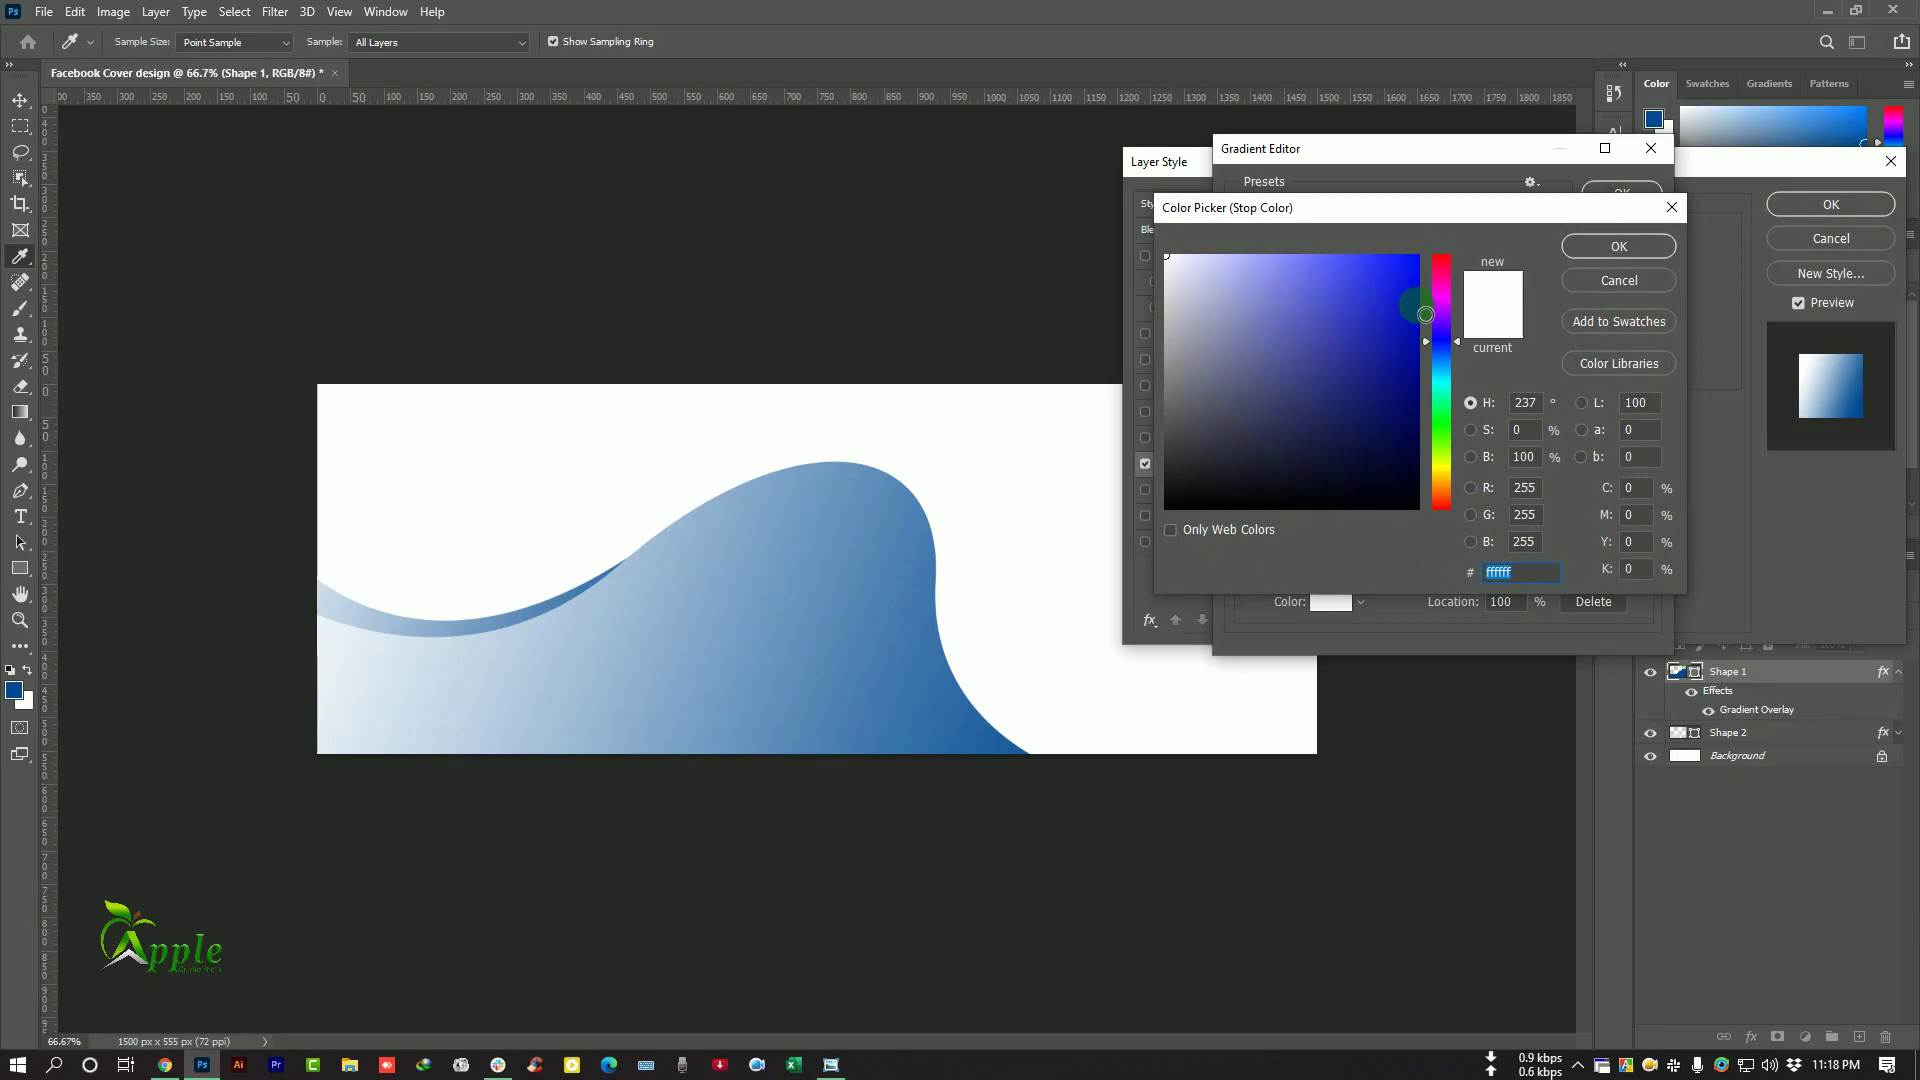 Ps File Edit Image Layer Type Select Filter 3D View Window Help
Sample Size: Point Sample Sample: All Layers Show Sampling Ring
Facebook Cover design @ 66.7% (Shape 1, RGB/8#) *
Color Swatches Gradients Patterns
Gradient Editor
Layer Style
Presets
OK
Color Picker (Stop Color)
OK
Cancel
Add to Swatches
Color Libraries
new
current
H: 237 ° L: 100
S: 0 % a: 0
B: 100 % b: 0
R: 255 C: 0 %
G: 255 M: 0 %
B: 255 Y: 0 %
# ffffff K: 0 %
Only Web Colors
Color: Location: 100 % Delete
OK
Cancel
New Style...
Preview
fx
Shape 1 fx
Effects
Gradient Overlay
Shape 2 fx
Background
Apple
66.67% 1500 px x 555 px (72 ppi)
0.9 kbps
0.6 kbps
11:18 PM